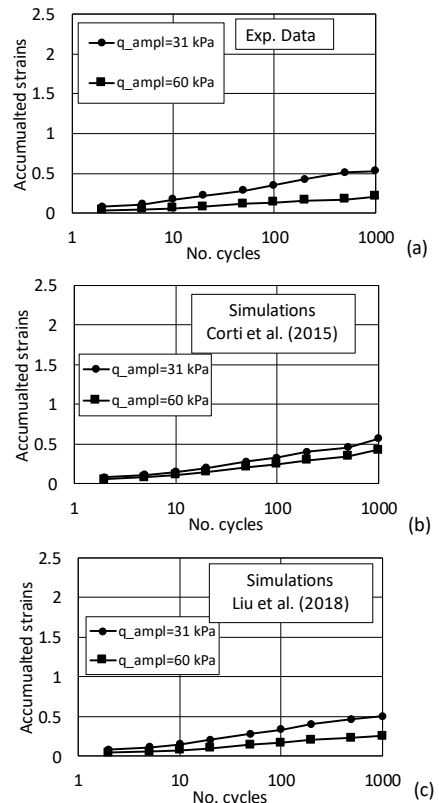 2.5
2
1.5
1
0.5
0
Accumualted strains
q_ampl=31 kPa
q_ampl=60 kPa
Exp. Data
1
10
100
1000
No. cycles
(a)
2.5
2
1.5
1
0.5
0
Accumualted strains
Simulations
Corti et al. (2015)
q_ampl=31 kPa
q_ampl=60 kPa
1
10
100
1000
No. cycles
(b)
2.5
2
1.5
1
0.5
0
Accumualted strains
Simulations
Liu et al. (2018)
q_ampl=31 kPa
q_ampl=60 kPa
1
10
100
1000
No. cycles
(c)